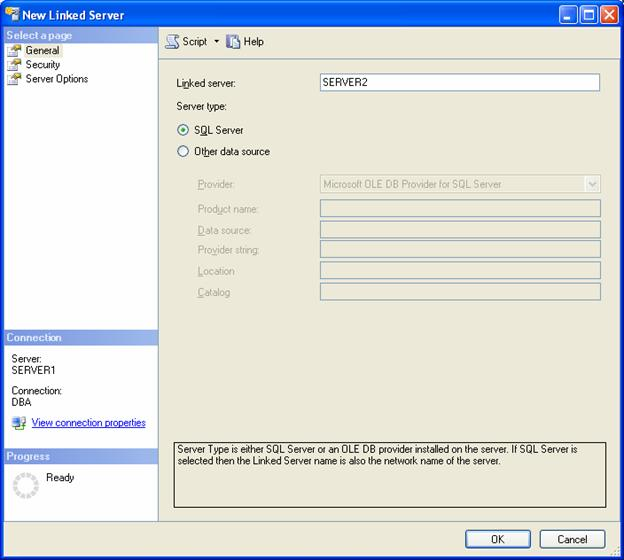 New Linked Server
Select a page
General
Security
Server Options
Script
Help
Linked server: SERVER2
Server type:
SQL Server
Other data source
Provider: Microsoft OLE DB Provider for SQL Server
Product name:
Data source:
Provider string:
Location
Catalog
Connection
Server:
SERVER1
Connection:
DBA
View connection properties
Progress
Ready
Server Type is either SQL Server or an OLE DB provider installed on the server. If SQL Server is
selected then the Linked Server name is also the network name of the server.
OK
Cancel